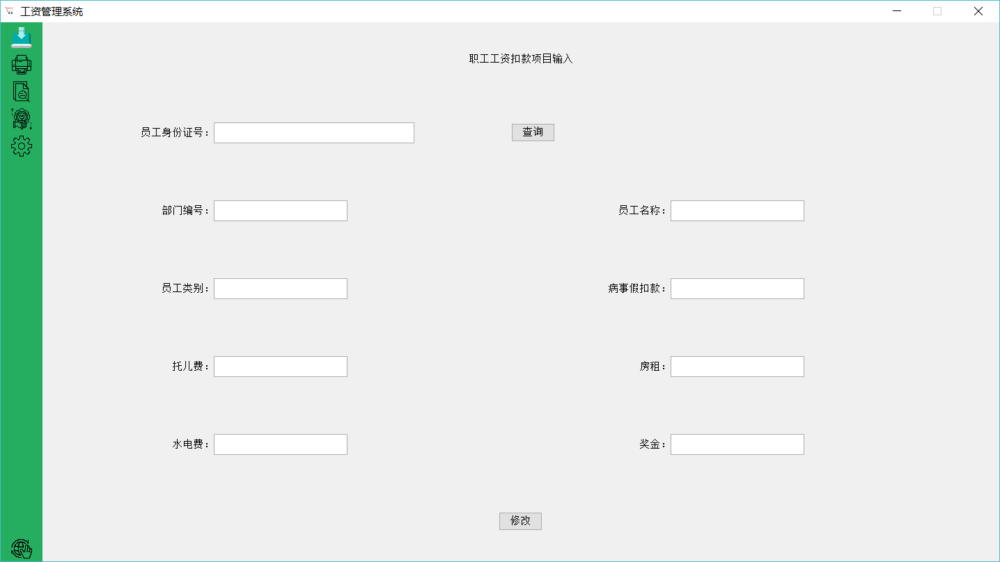 工资管理系统
职工工资扣款项目输入
员工身份证号： 查询
部门编号： 员工名称：
员工类别： 病事假扣款：
托儿费： 房租：
水电费： 奖金：
修改